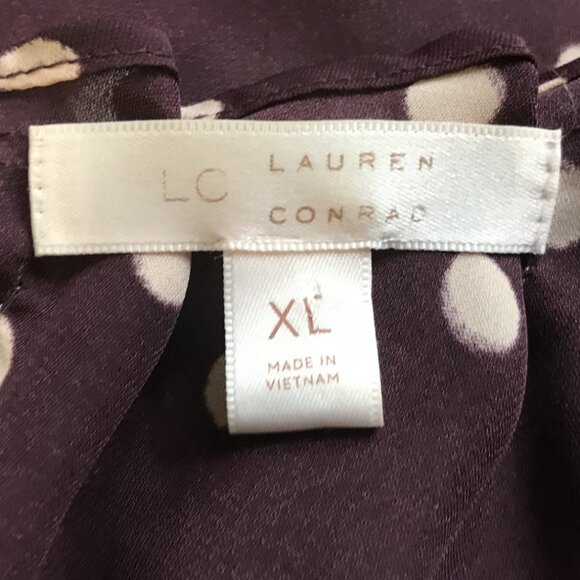 LC LAUREN
CONRAD
XL
MADE IN
VIETNAM